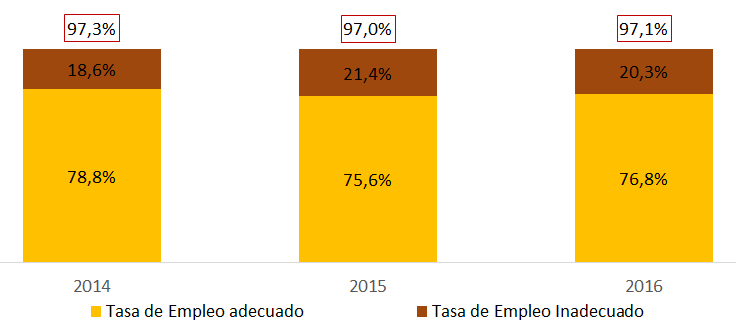 97,3% 97,0% 97,1%
18,6% 21,4% 20,3%
78,8% 75,6% 76,8%
2014 2015 2016
Tasa de Empleo adecuado Tasa de Empleo Inadecuado